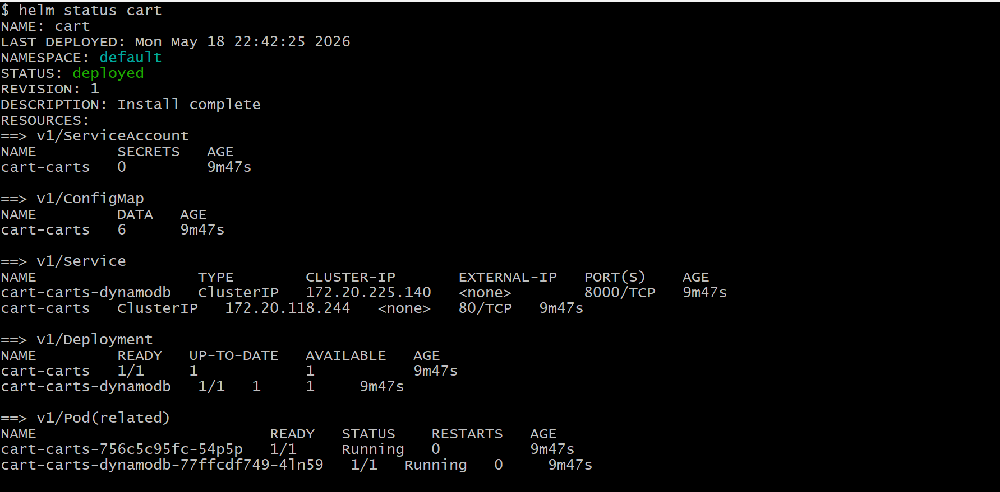 $ helm status cart
NAME: cart
LAST DEPLOYED: Mon May 18 22:42:25 2026
NAMESPACE: default
STATUS: deployed
REVISION: 1
DESCRIPTION: Install complete
RESOURCES:
==> v1/ServiceAccount
NAME         SECRETS   AGE
cart-carts   0         9m47s

==> v1/ConfigMap
NAME         DATA   AGE
cart-carts   6      9m47s

==> v1/Service
NAME                  TYPE        CLUSTER-IP       EXTERNAL-IP   PORT(S)    AGE
cart-carts-dynamodb   ClusterIP   172.20.225.140   <none>        8000/TCP   9m47s
cart-carts   ClusterIP   172.20.118.244   <none>   80/TCP   9m47s

==> v1/Deployment
NAME         READY   UP-TO-DATE   AVAILABLE   AGE
cart-carts   1/1     1            1           9m47s
cart-carts-dynamodb   1/1   1     1     9m47s

==> v1/Pod(related)
NAME                          READY   STATUS    RESTARTS   AGE
cart-carts-756c5c95fc-54p5p   1/1     Running   0          9m47s
cart-carts-dynamodb-77ffcdf749-4ln59   1/1   Running   0     9m47s